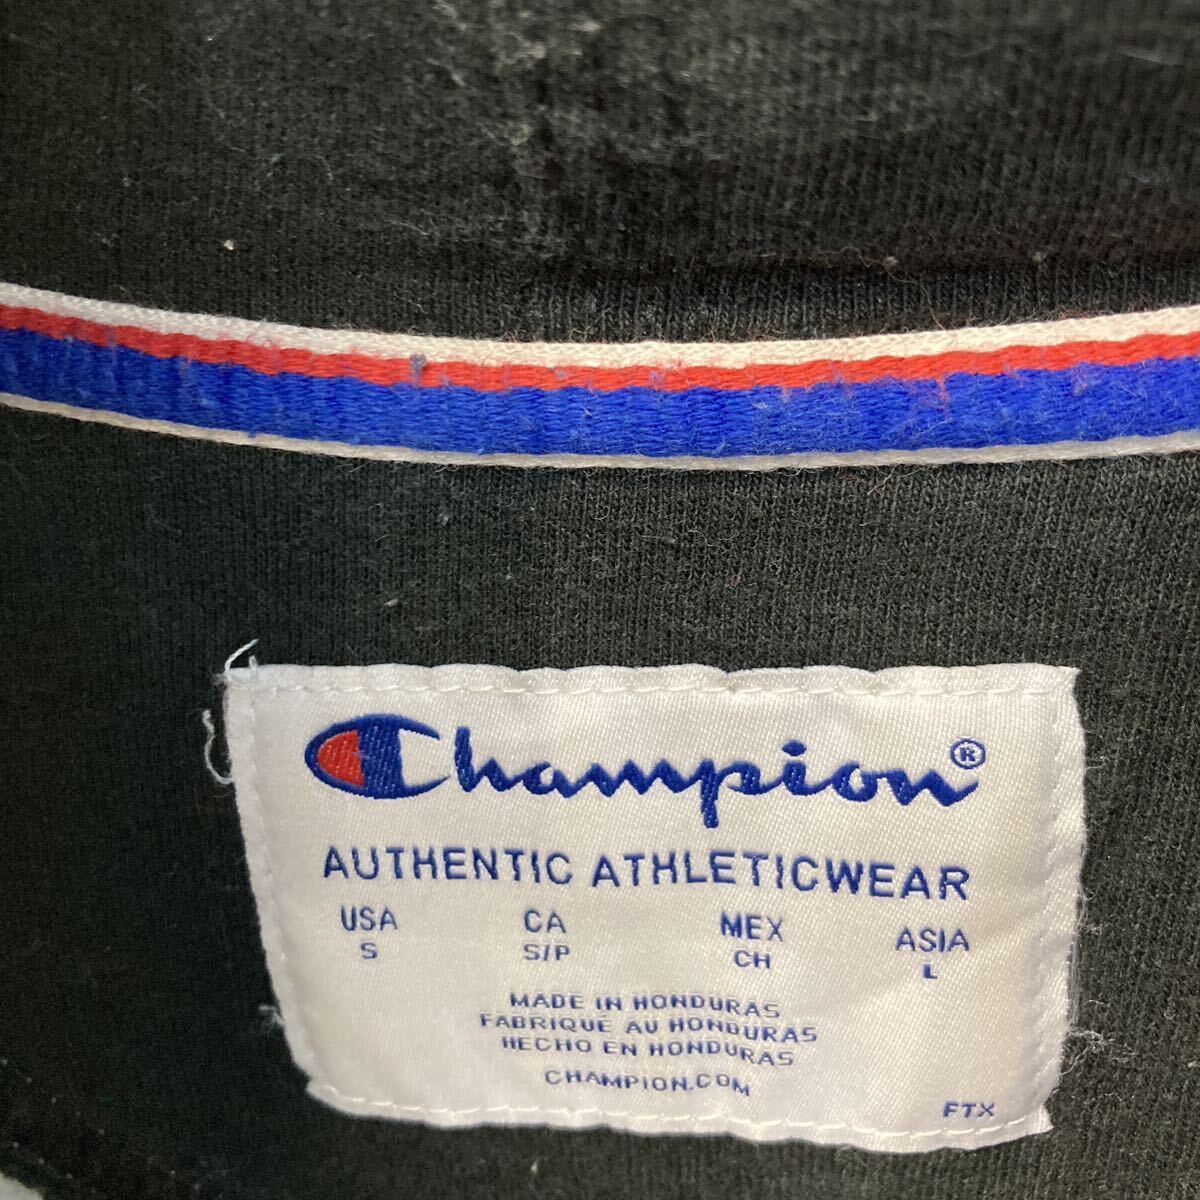 Champion®
AUTHENTIC ATHLETICWEAR
USA CA MEX ASIA
S S/P CH L
MADE IN HONDURAS
FABRIQUÉ AU HONDURAS
HECHO EN HONDURAS
CHAMPION.COM
FTX